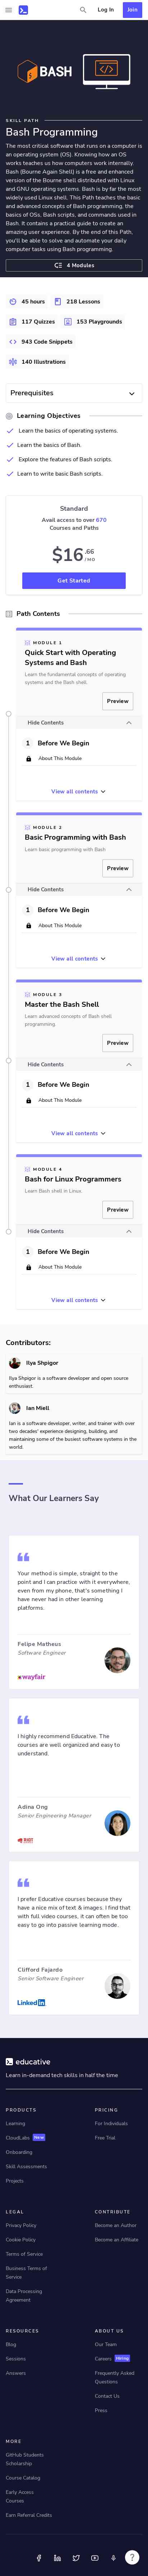 Log In
Join
BASH
SKILL PATH
Bash Programming
The most critical software that runs on a computer is its operating system (OS). Knowing how an OS works teaches us how computers work internally. Bash (Bourne Again Shell) is a free and enhanced version of the Bourne shell distributed with Linux and GNU operating systems. Bash is by far the most widely used Linux shell. This Path teaches the basic and advanced concepts of Bash programming, the basics of OSs, Bash scripts, and commands used in Bash. It contains a practical guide to create an amazing user experience. By the end of this Path, you'll be able to solve and automate your daily computer tasks using Bash programming.
4 Modules
45 hours
218 Lessons
117 Quizzes
153 Playgrounds
943 Code Snippets
140 Illustrations
Prerequisites
Learning Objectives
Learn the basics of operating systems.
Learn the basics of Bash.
Explore the features of Bash scripts.
Learn to write basic Bash scripts.
Standard
Avail access to over 670
Courses and Paths
$16.66
/ MO
Get Started
Path Contents
MODULE 1
Quick Start with Operating Systems and Bash
Learn the fundamental concepts of operating systems and the Bash shell.
Preview
Hide Contents
1 Before We Begin
About This Module
View all contents
MODULE 2
Basic Programming with Bash
Learn basic programming with Bash
Preview
Hide Contents
1 Before We Begin
About This Module
View all contents
MODULE 3
Master the Bash Shell
Learn advanced concepts of Bash shell programming.
Preview
Hide Contents
1 Before We Begin
About This Module
View all contents
MODULE 4
Bash for Linux Programmers
Learn Bash shell in Linux.
Preview
Hide Contents
1 Before We Begin
About This Module
View all contents
Contributors:
Ilya Shpigor
Ilya Shpigor is a software developer and open source enthusiast.
Ian Miell
Ian is a software developer, writer, and trainer with over two decades' experience designing, building, and maintaining some of the busiest software systems in the world.
What Our Learners Say
Your method is simple, straight to the point and I can practice with it everywhere, even from my phone, that's something I have never had in other learning platforms.
Felipe Matheus
Software Engineer
wayfair
I highly recommend Educative. The courses are well organized and easy to understand.
Adina Ong
Senior Engineering Manager
RIOT
GAMES
I prefer Educative courses because they have a nice mix of text & images. I find that with full video courses, it can often be too easy to go into passive learning mode.
Clifford Fajardo
Senior Software Engineer
LinkedIn
educative
Learn in-demand tech skills in half the time
PRODUCTS
Learning
CloudLabs New
Onboarding
Skill Assessments
Projects
PRICING
For Individuals
Free Trial
LEGAL
Privacy Policy
Cookie Policy
Terms of Service
Business Terms of Service
Data Processing Agreement
CONTRIBUTE
Become an Author
Become an Affiliate
RESOURCES
Blog
Sessions
Answers
ABOUT US
Our Team
Careers Hiring
Frequently Asked Questions
Contact Us
Press
MORE
GitHub Students Scholarship
Course Catalog
Early Access Courses
Earn Referral Credits